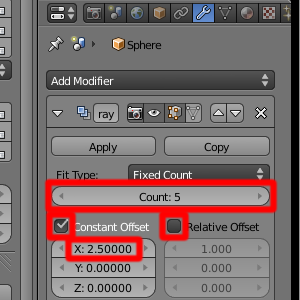 Sphere
Add Modifier
ray
Apply Copy
Fit Type: Fixed Count
Count: 5
Constant Offset Relative Offset
X: 2.50000 1.000
Y: 0.00000 0.000
Z: 0.00000 0.000